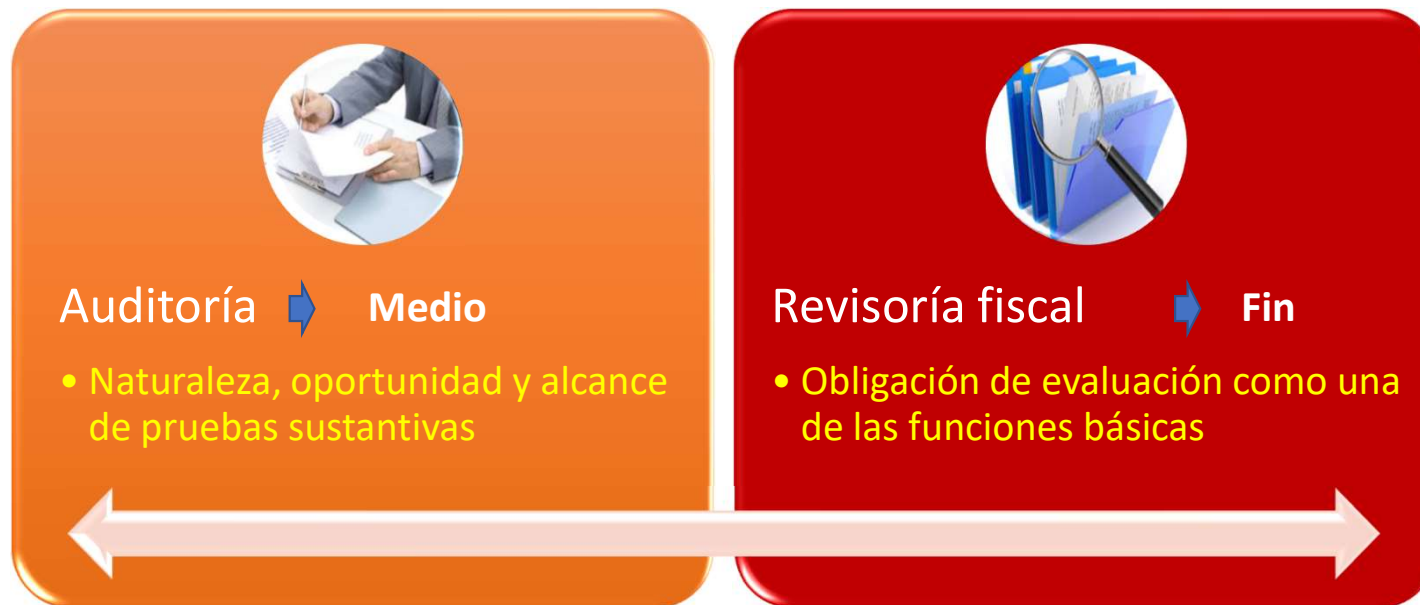 Auditoría Medio
• Naturaleza, oportunidad y alcance
de pruebas sustantivas
Revisoría fiscal Fin
• Obligación de evaluación como una
de las funciones básicas